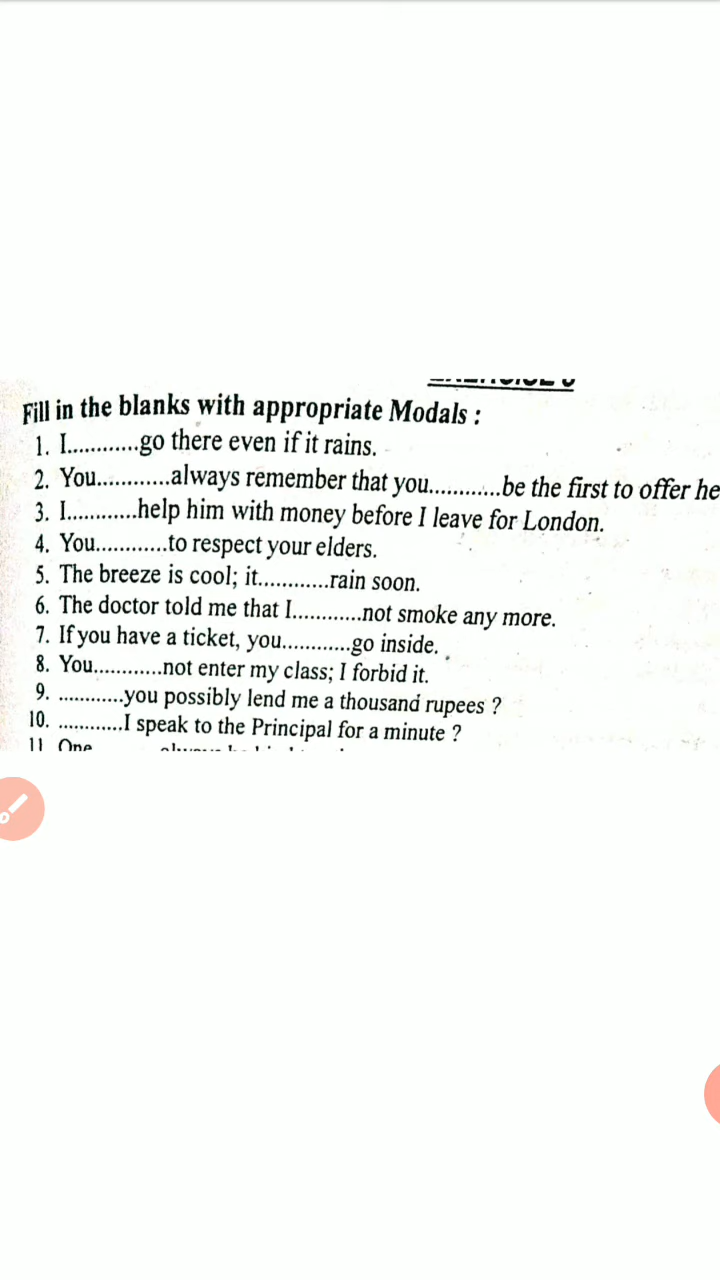 Fill in the blanks with appropriate Modals :
1. I...........go there even if it rains.
2. You............always remember that you............be the first to offer he
3. I............help him with money before I leave for London.
4. You............to respect your elders.
5. The breeze is cool; it............rain soon.
6. The doctor told me that I............not smoke any more.
7. If you have a ticket, you............go inside.
8. You............not enter my class; I forbid it.
9. ............you possibly lend me a thousand rupees ?
10. ............I speak to the Principal for a minute ?
11 One